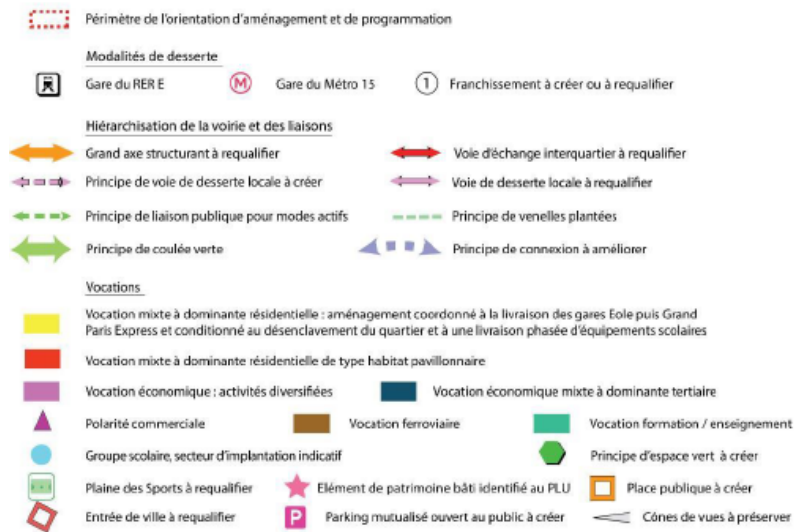 Périmètre de l'orientation d'aménagement et de programmation
Modalités de desserte
Gare du RER E
M
Gare du Métro 15
1
Franchissement à créer ou à requalifier
Hiérarchisation de la voirie et des liaisons
Grand axe structurant à requalifier
Voie d'échange interquartier à requalifier
Principe de voie de desserte locale à créer
Voie de desserte locale à requalifier
Principe de liaison publique pour modes actifs
Principe de venelles plantées
Principe de coulée verte
Principe de connexion à améliorer
Vocations
Vocation mixte à dominante résidentielle : aménagement coordonné à la livraison des gares Eole puis Grand
Paris Express et conditionné au désenclavement du quartier et à une livraison phasée d'équipements scolaires
Vocation mixte à dominante résidentielle de type habitat pavillonnaire
Vocation économique : activités diversifiées
Vocation économique mixte à dominante tertiaire
Polarité commerciale
Vocation ferroviaire
Vocation formation / enseignement
Groupe scolaire, secteur d'implantation indicatif
Principe d'espace vert à créer
Plaine des Sports à requalifier
Elément de patrimoine bâti identifié au PLU
Place publique à créer
Entrée de ville à requalifier
P
Parking mutualisé ouvert au public à créer
Cônes de vues à préserver